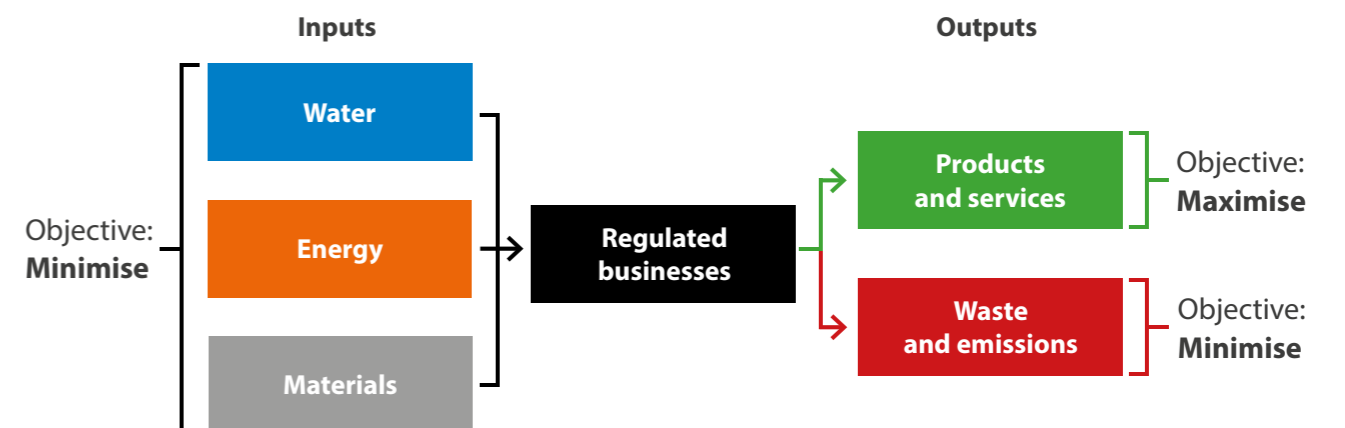 Inputs
Outputs
Water
Energy
Materials
Objective:
Minimise
Regulated
businesses
Products
and services
Waste
and emissions
Objective:
Maximise
Objective:
Minimise